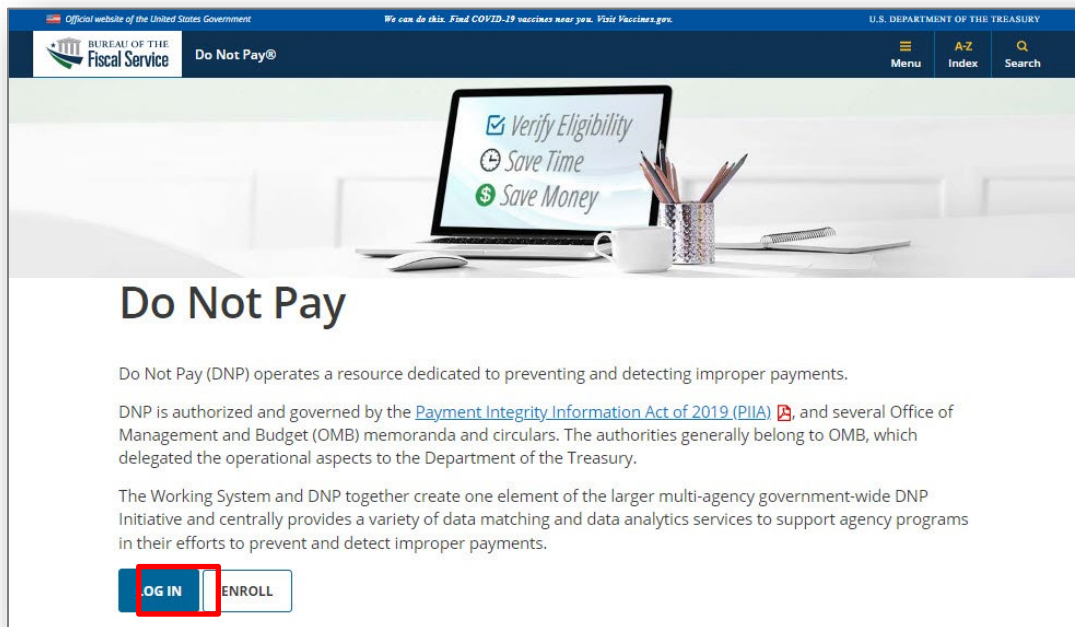 Official website of the United States Government
We can do this. Find COVID-19 vaccines near you. Visit Vaccines.gov.
U.S. DEPARTMENT OF THE TREASURY
BUREAU OF THE
Fiscal Service
Do Not Pay®
Menu
A-Z
Index
Search
Verify Eligibility
Save Time
Save Money
Do Not Pay
Do Not Pay (DNP) operates a resource dedicated to preventing and detecting improper payments.
DNP is authorized and governed by the Payment Integrity Information Act of 2019 (PIIA) , and several Office of
Management and Budget (OMB) memoranda and circulars. The authorities generally belong to OMB, which
delegated the operational aspects to the Department of the Treasury.
The Working System and DNP together create one element of the larger multi-agency government-wide DNP
Initiative and centrally provides a variety of data matching and data analytics services to support agency programs
in their efforts to prevent and detect improper payments.
LOG IN
ENROLL